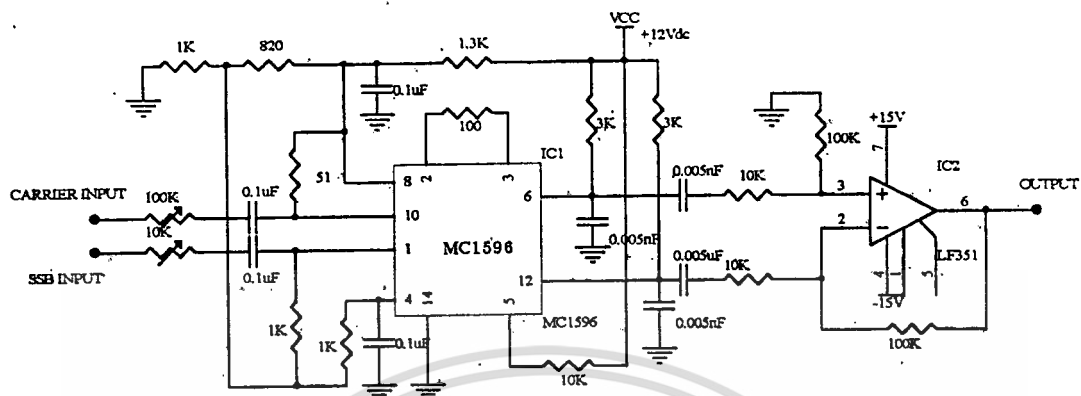 VCC
+12Vdc
1K
820
1.3K
0.1uF
100
3K
3K
100K
+15V
7
IC1
IC2
51
CARRIER INPUT
100K
0.1uF
8
2
3
6
0.005nF
10K
3
OUTPUT
6
10
10K
2
LF351
SSB INPUT
0.1uF
1
MC1596
0.005nF
12
0.005uF
10K
4
1
5
-15V
4
14
5
MC1596
0.005nF
1K
1K
0.1uF
10K
100K